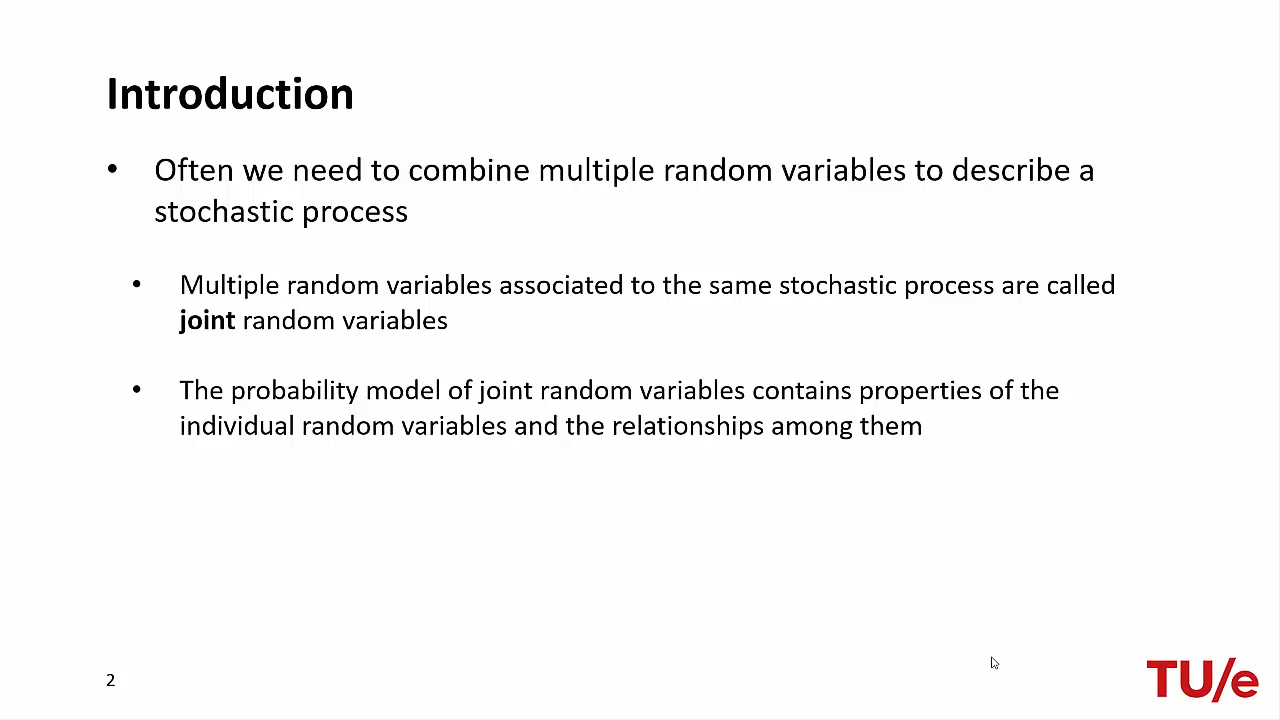 Introduction
• Often we need to combine multiple random variables to describe a
stochastic process
• Multiple random variables associated to the same stochastic process are called
joint random variables
• The probability model of joint random variables contains properties of the
individual random variables and the relationships among them
2
TU/e